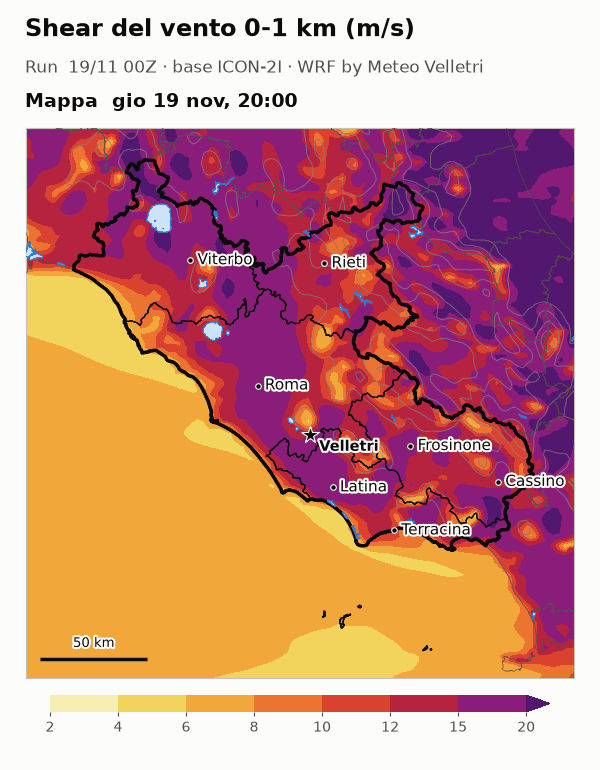 Shear del vento 0-1 km (m/s)
Run  19/11 00Z · base ICON-2I · WRF by Meteo Velletri
Mappa  gio 19 nov, 20:00
Viterbo
Rieti
Roma
Velletri
Frosinone
Latina
Cassino
Terracina
50 km
2 4 6 8 10 12 15 20